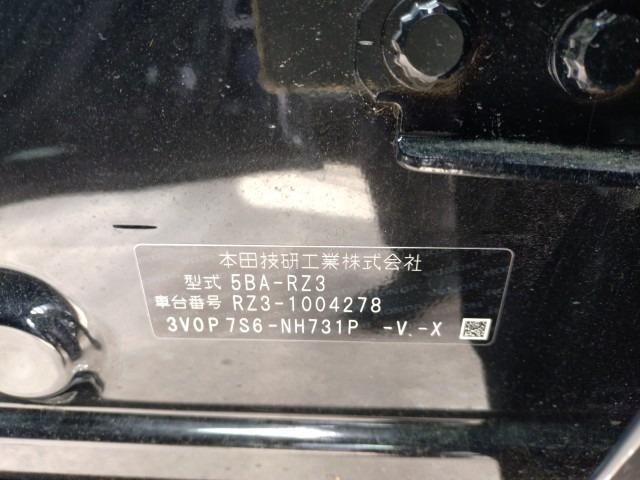 本田技研工業株式会社
型式 5BA-RZ3
車台番号 RZ3-1004278
3V0P7S6-NH731P -V.-X